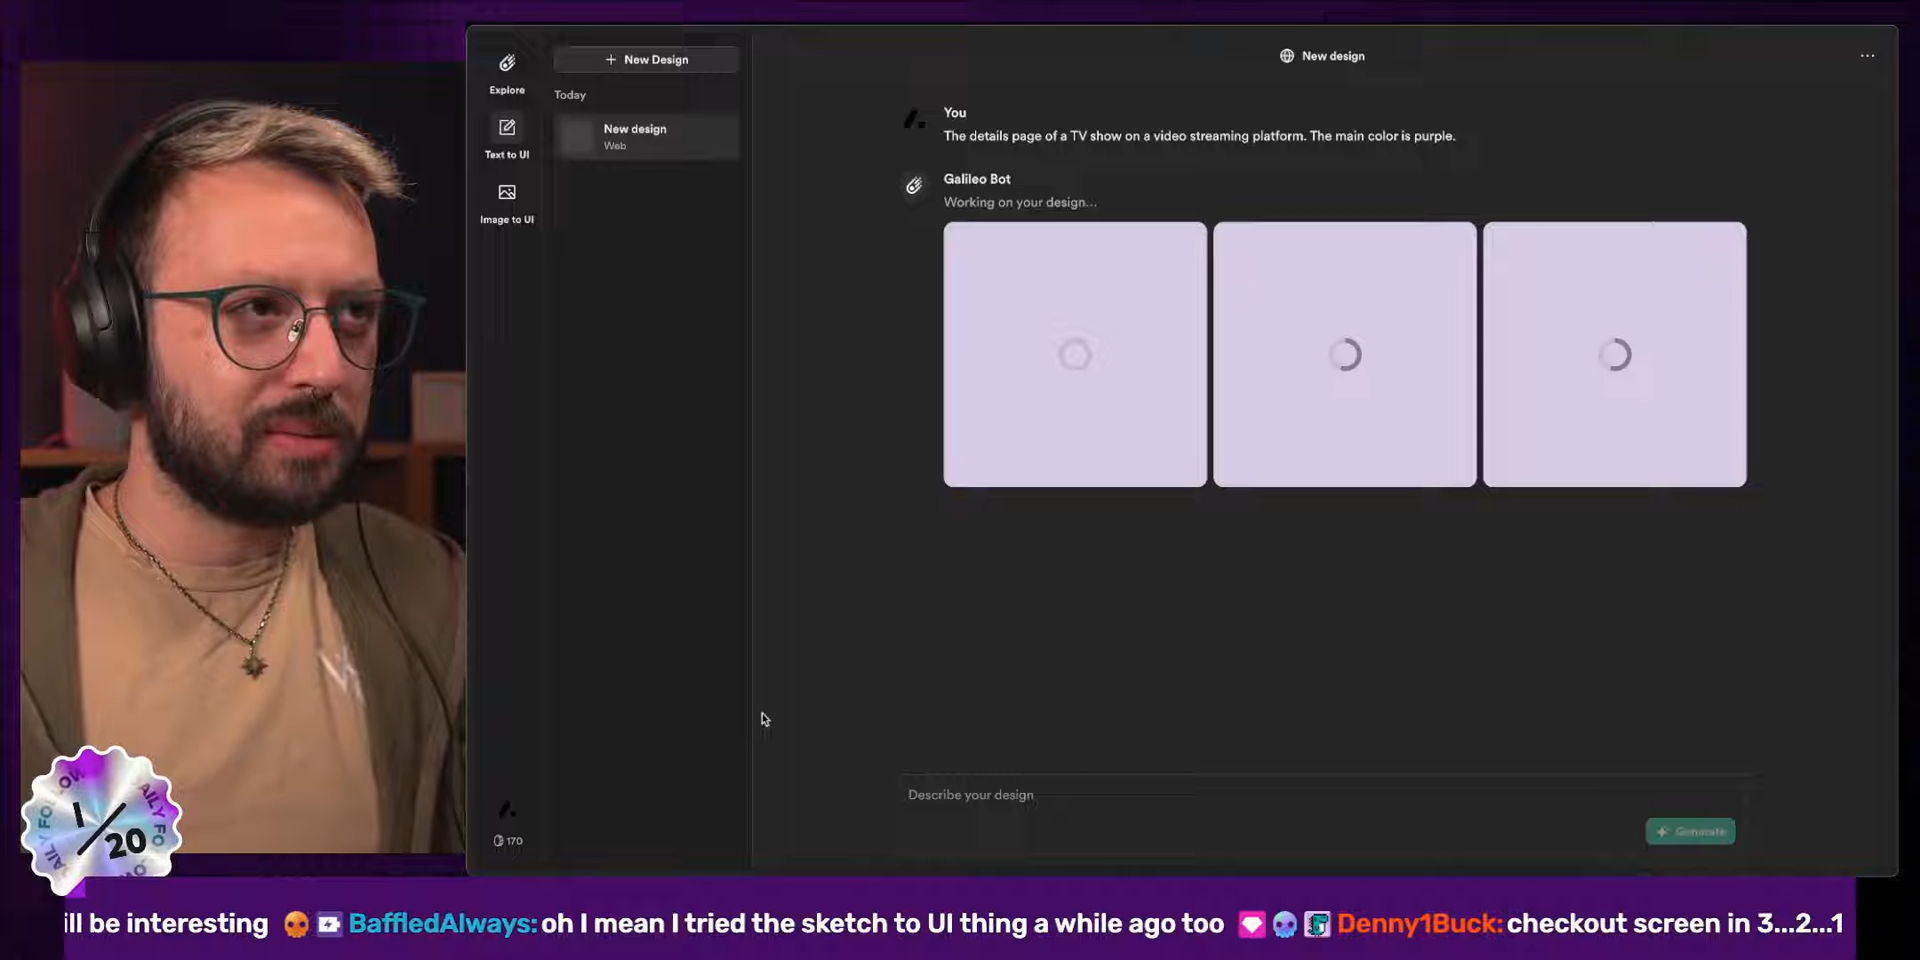 New Design
New design
Explore
Today
You
New design
Web
The details page of a TV show on a video streaming platform. The main color is purple.
Text to UI
Galileo Bot
Working on your design...
Image to UI
Describe your design
Generate
170
1/20
ill be interesting BaffledAlways: oh I mean I tried the sketch to UI thing a while ago too Denny1Buck: checkout screen in 3...2...1